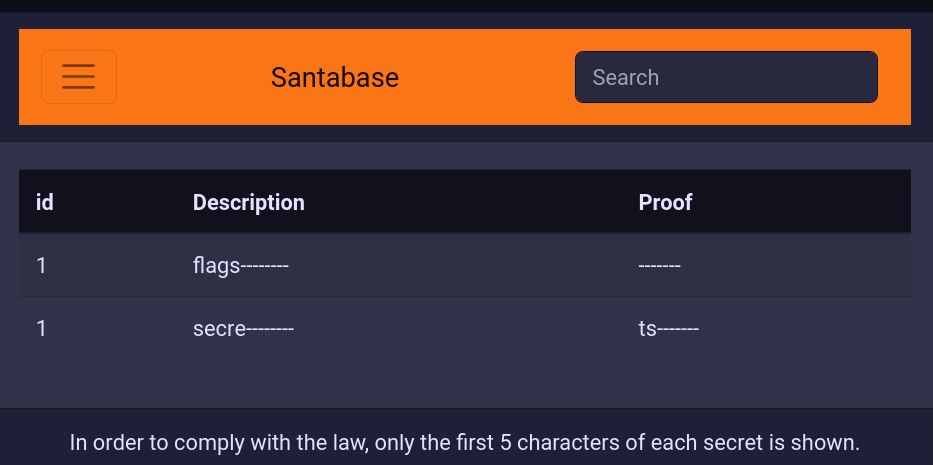 Santabase Search
id Description Proof
1 flags-------- -------
1 secre-------- ts-------
In order to comply with the law, only the first 5 characters of each secret is shown.